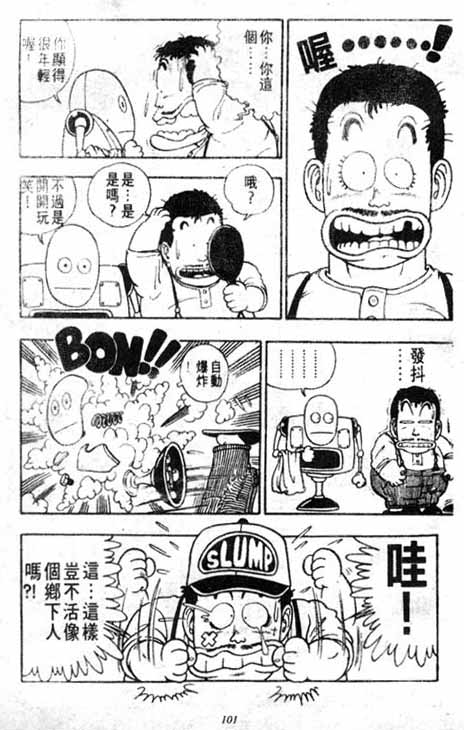 喔●●●●●●!
你…你這
個……
你顯得
很年輕
喔!
哦?
是…是
是嗎?
不過是
開開玩
笑!
……發抖
…………
…………
自動
爆炸
!
BOM!!
哇!
SLUMP
這…這樣
豈不活像
個鄉下人
嗎?!
101